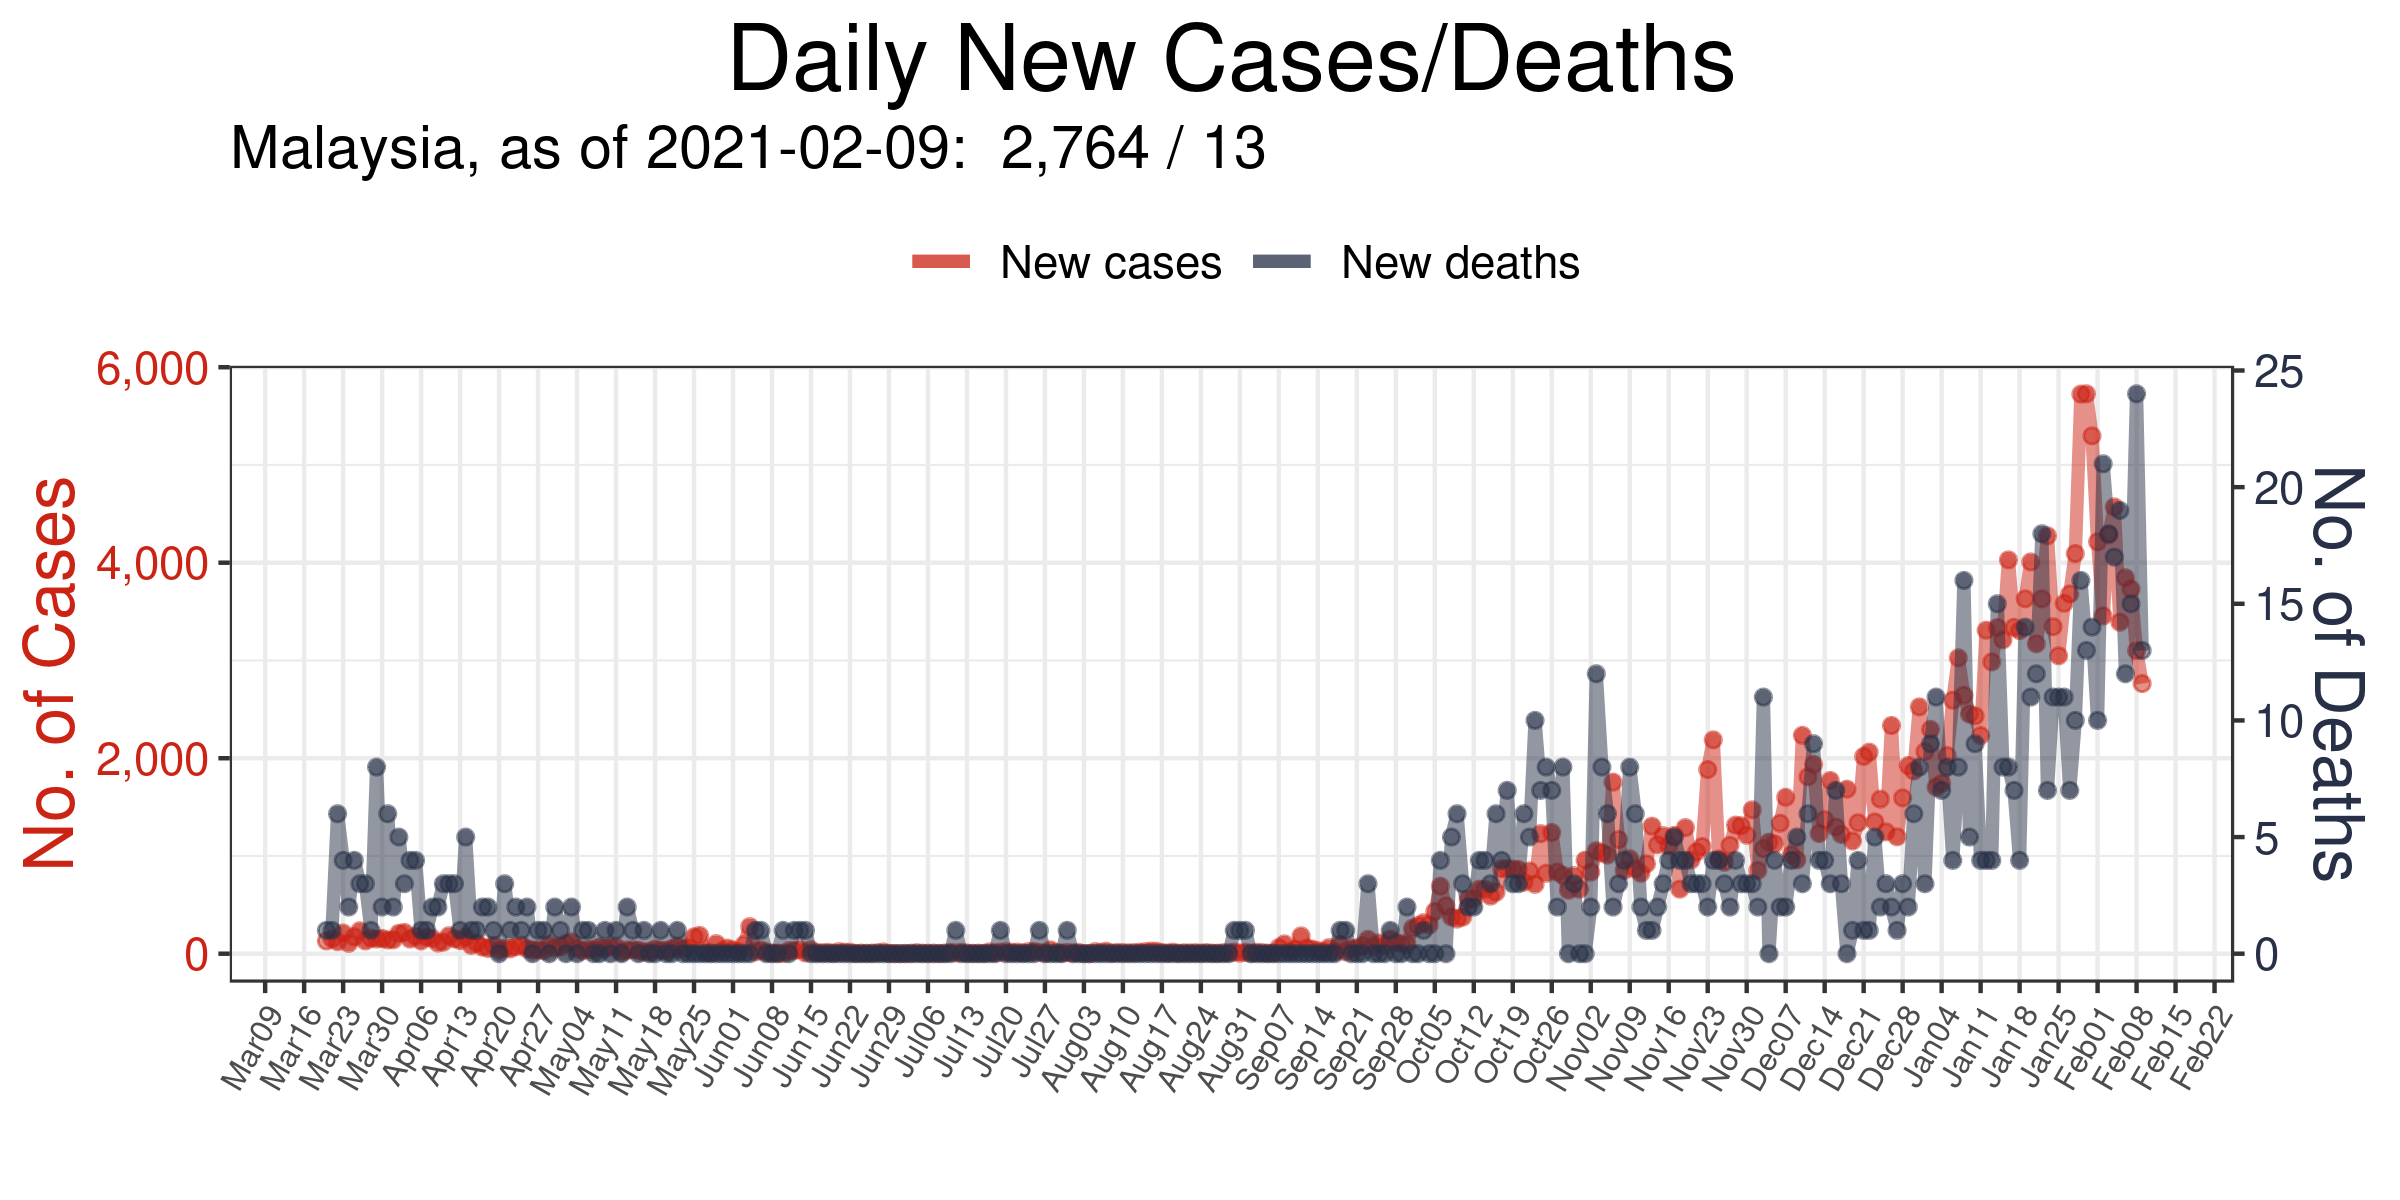 Daily New Cases/Deaths
Malaysia, as of 2021-02-09:  2,764 / 13
New cases
New deaths
No. of Cases
6,000
4,000
2,000
0
25
20
15
10
5
0
No. of Deaths
Mar09
Mar16
Mar23
Mar30
Apr06
Apr13
Apr20
Apr27
May04
May11
May18
May25
Jun01
Jun08
Jun15
Jun22
Jun29
Jul06
Jul13
Jul20
Jul27
Aug03
Aug10
Aug17
Aug24
Aug31
Sep07
Sep14
Sep21
Sep28
Oct05
Oct12
Oct19
Oct26
Nov02
Nov09
Nov16
Nov23
Nov30
Dec07
Dec14
Dec21
Dec28
Jan04
Jan11
Jan18
Jan25
Feb01
Feb08
Feb15
Feb22